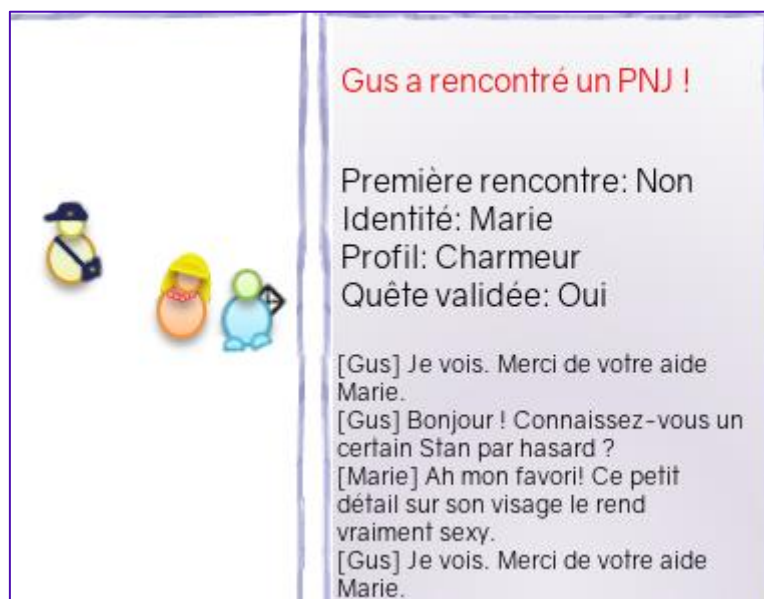 Gus a rencontré un PNJ !
Première rencontre: Non
Identité: Marie
Profil: Charmeur
Quête validée: Oui
[Gus] Je vois. Merci de votre aide
Marie.
[Gus] Bonjour ! Connaissez-vous un
certain Stan par hasard ?
[Marie] Ah mon favori! Ce petit
détail sur son visage le rend
vraiment sexy.
[Gus] Je vois. Merci de votre aide
Marie.